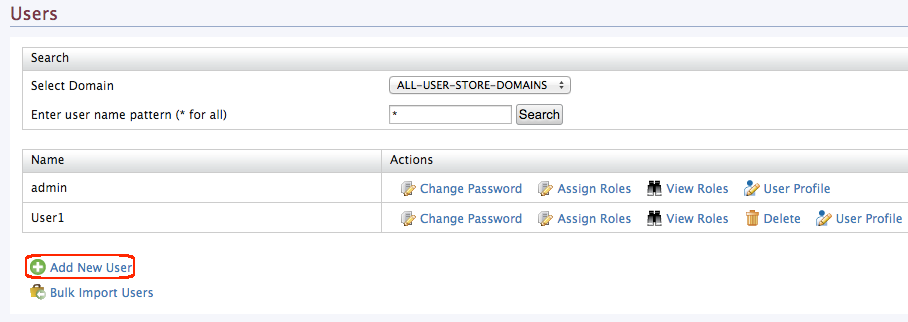 Users
Search
Select Domain ALL-USER-STORE-DOMAINS
Enter user name pattern (* for all) * Search
Name Actions
admin Change Password Assign Roles View Roles User Profile
User1 Change Password Assign Roles View Roles Delete User Profile
Add New User
Bulk Import Users